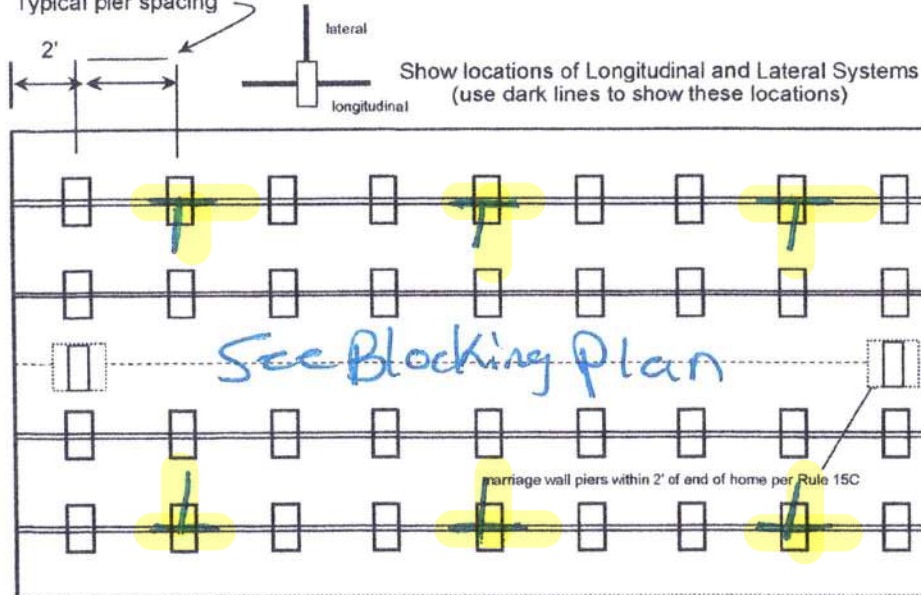 Typical pier spacing
2'
lateral
longitudinal
Show locations of Longitudinal and Lateral Systems
(use dark lines to show these locations)
See Blocking Plan
marriage wall piers within 2' of end of home per Rule 15C